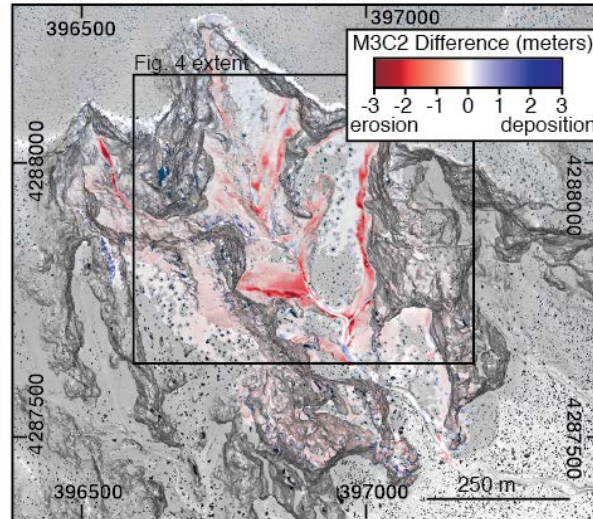 396500
397000
M3C2 Difference (meters)
-3 -2 -1 0 1 2 3
erosion deposition
Fig. 4 extent
4288000
4288000
4287500
4287500
396500
397000
250 m